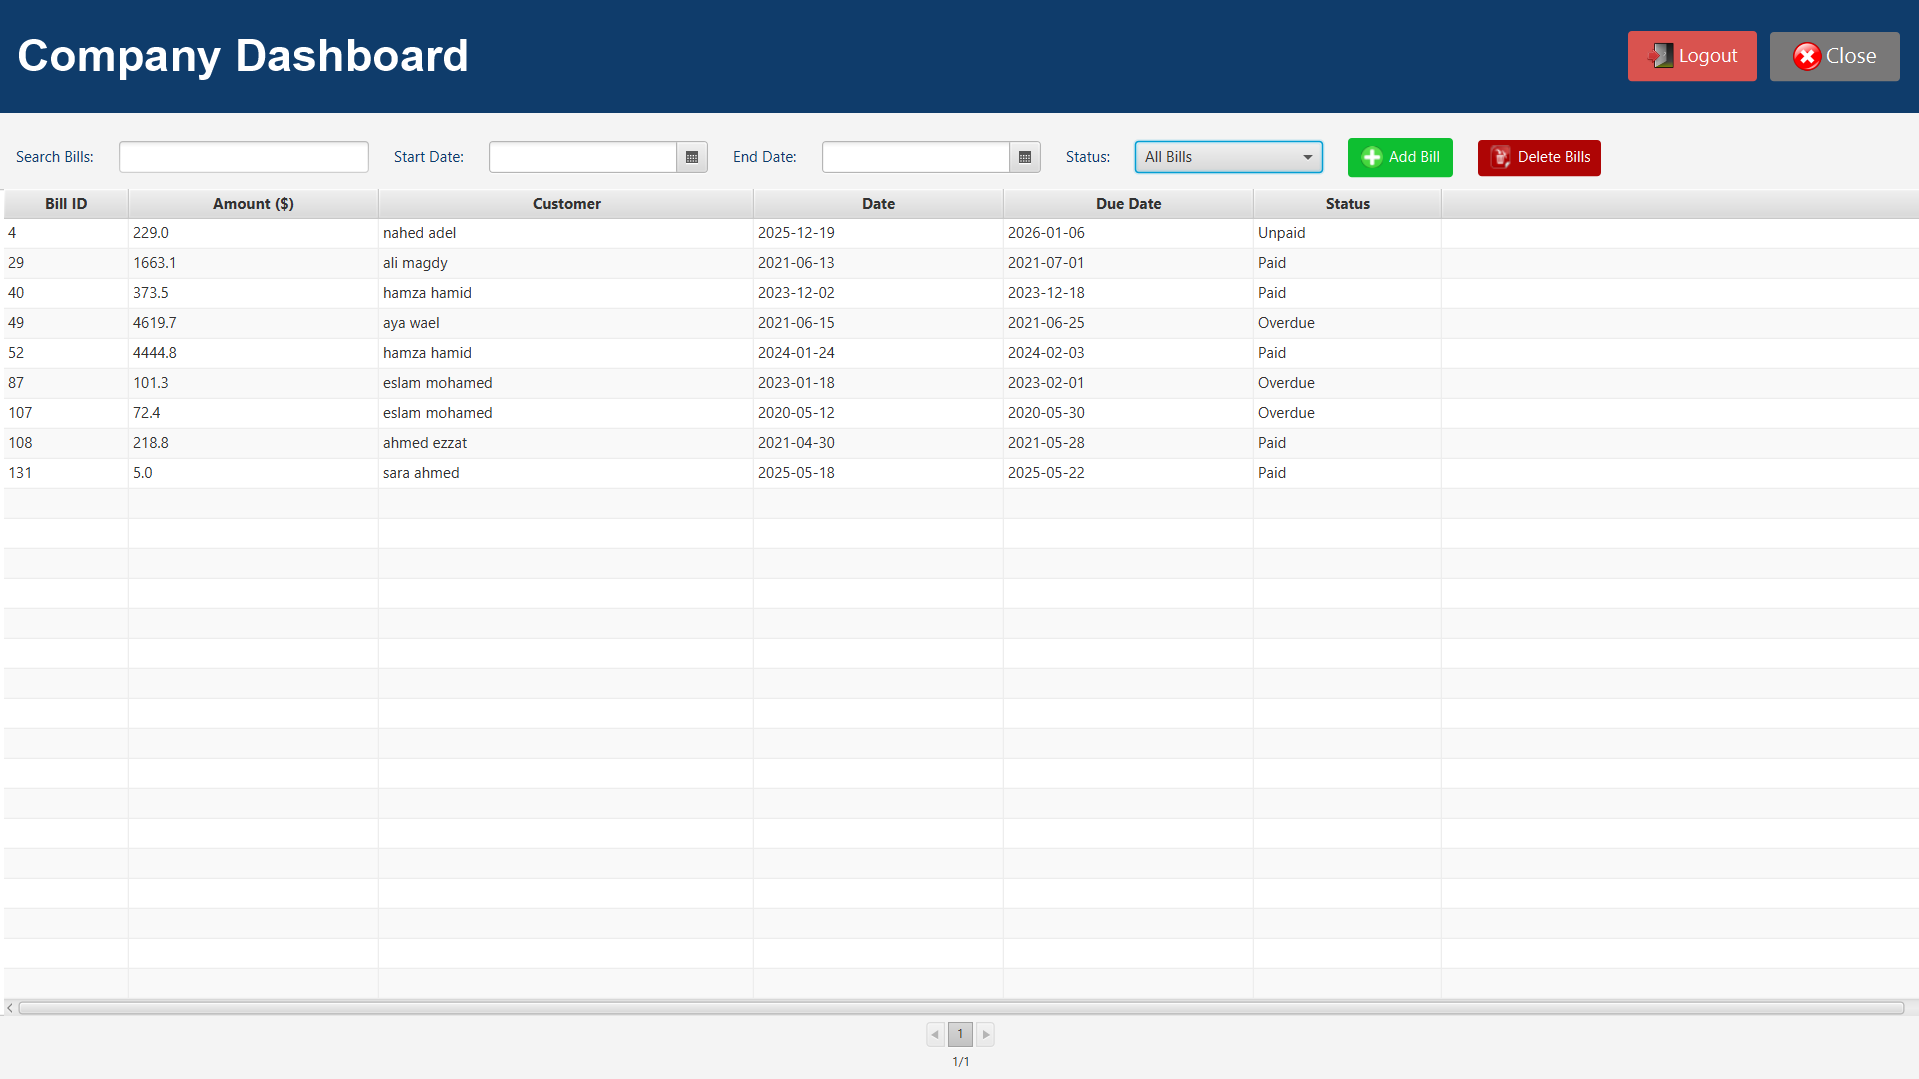 Company Dashboard
Logout
Close
Search Bills:
Start Date:
End Date:
Status:
All Bills
Add Bill
Delete Bills
Bill ID Amount ($) Customer Date Due Date Status
4 229.0 nahed adel 2025-12-19 2026-01-06 Unpaid
29 1663.1 ali magdy 2021-06-13 2021-07-01 Paid
40 373.5 hamza hamid 2023-12-02 2023-12-18 Paid
49 4619.7 aya wael 2021-06-15 2021-06-25 Overdue
52 4444.8 hamza hamid 2024-01-24 2024-02-03 Paid
87 101.3 eslam mohamed 2023-01-18 2023-02-01 Overdue
107 72.4 eslam mohamed 2020-05-12 2020-05-30 Overdue
108 218.8 ahmed ezzat 2021-04-30 2021-05-28 Paid
131 5.0 sara ahmed 2025-05-18 2025-05-22 Paid
1
1/1